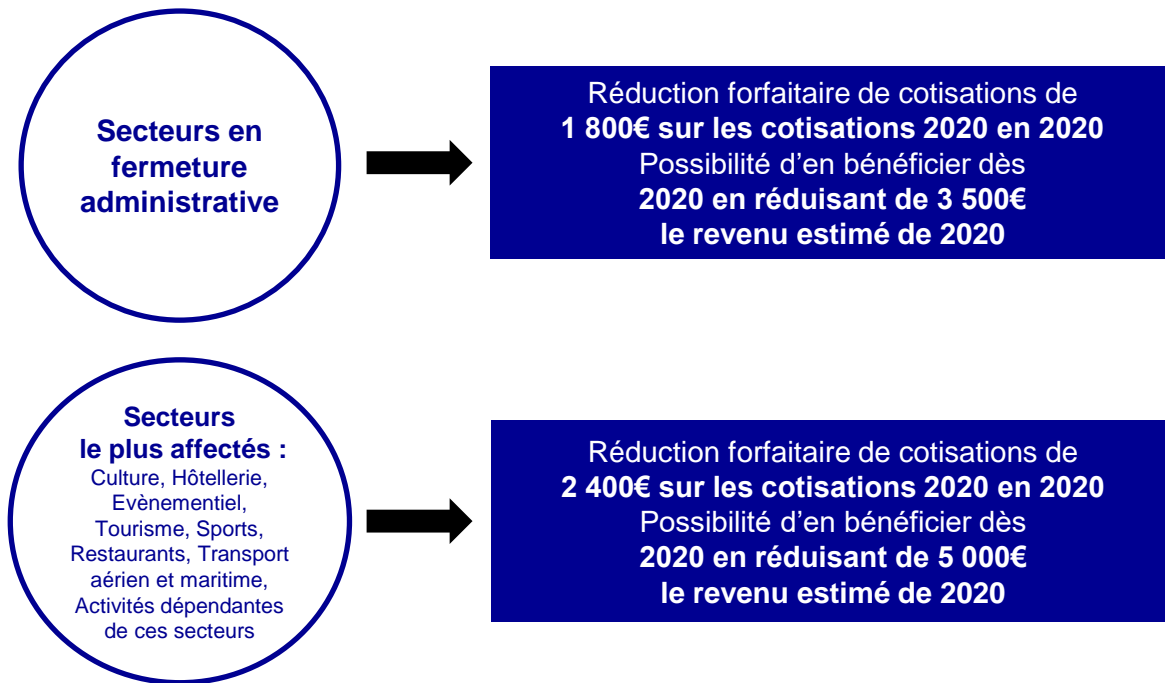 Secteurs en
fermeture
administrative
Réduction forfaitaire de cotisations de
1 800€ sur les cotisations 2020 en 2020
Possibilité d'en bénéficier dès
2020 en réduisant de 3 500€
le revenu estimé de 2020
Secteurs
le plus affectés :
Culture, Hôtellerie,
Evènementiel,
Tourisme, Sports,
Restaurants, Transport
aérien et maritime,
Activités dépendantes
de ces secteurs
Réduction forfaitaire de cotisations de
2 400€ sur les cotisations 2020 en 2020
Possibilité d'en bénéficier dès
2020 en réduisant de 5 000€
le revenu estimé de 2020